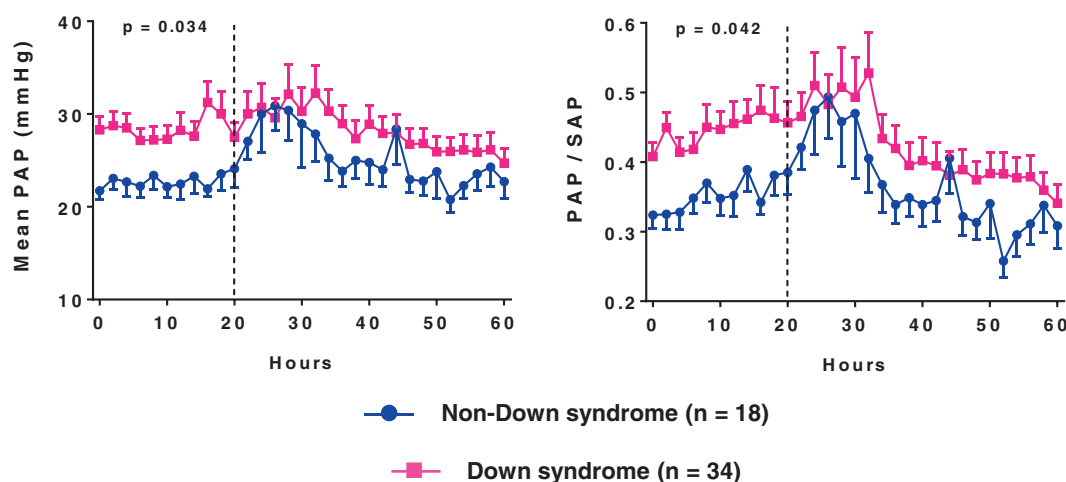 Mean PAP (mmHg)
40
30
20
10
p = 0.034
0 10 20 30 40 50 60
Hours
PAP / SAP
0.6
0.5
0.4
0.3
0.2
p = 0.042
0 10 20 30 40 50 60
Hours
Non-Down syndrome (n = 18)
Down syndrome (n = 34)